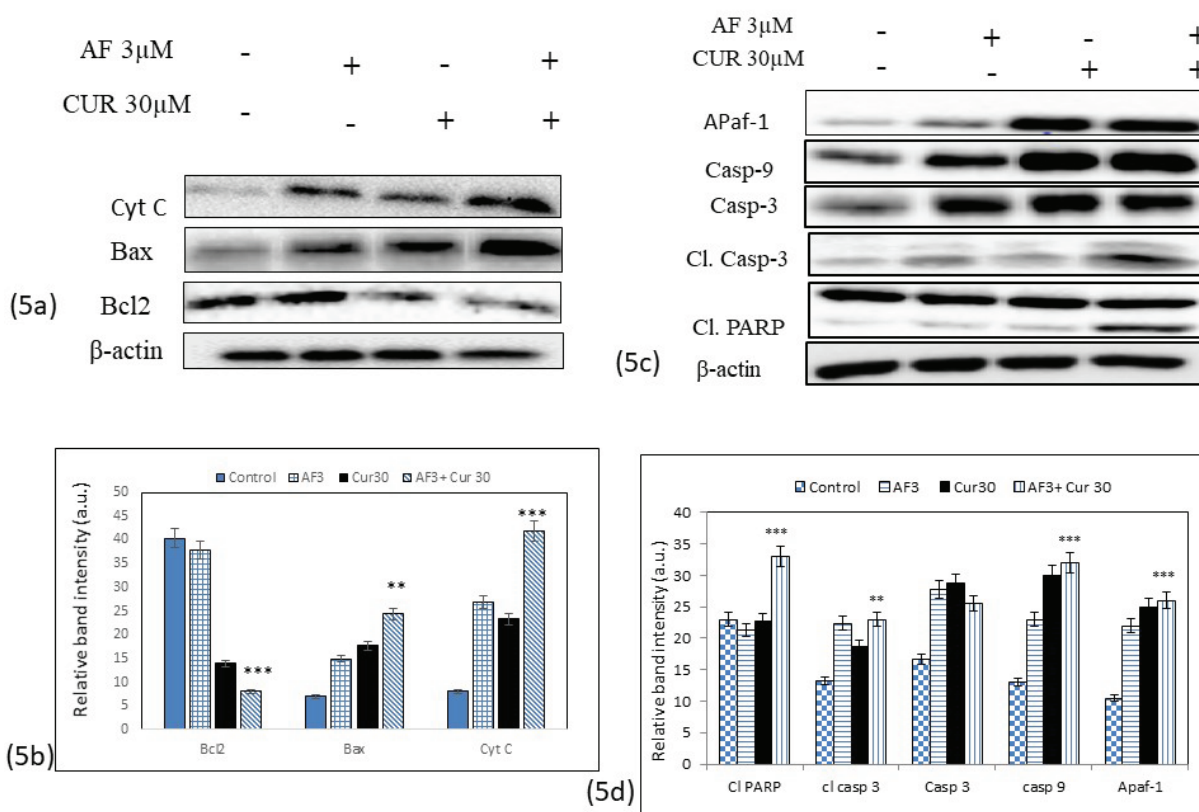 AF 3µM - + - +
CUR 30µM - - + +
Cyt C
Bax
Bcl2
β-actin
(5a)
AF 3µM - + - +
CUR 30µM - - + +
APaf-1
Casp-9
Casp-3
Cl. Casp-3
Cl. PARP
β-actin
(5c)
Control AF3 Cur30 AF3+ Cur 30
Relative band intensity (a.u.)
50
45
40
35
30
25
20
15
10
5
0
***
**
***
Bcl2 Bax Cyt C
(5b)
Control AF3 Cur30 AF3+ Cur 30
Relative band intensity (a.u.)
40
35
30
25
20
15
10
5
0
***
**
***
***
Cl PARP cl casp 3 Casp 3 casp 9 Apaf-1
(5d)